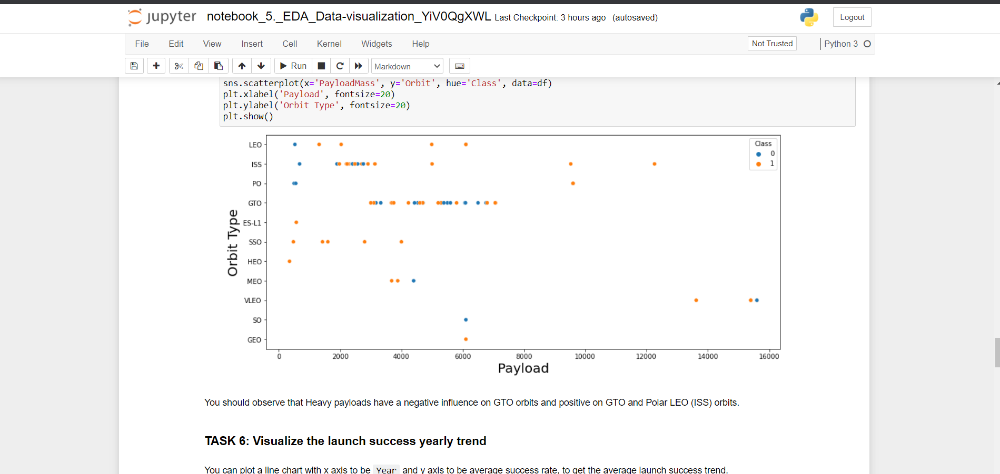 jupyter notebook_5._EDA_Data-visualization_YiV0QgXWL Last Checkpoint: 3 hours ago (autosaved) Logout
File Edit View Insert Cell Kernel Widgets Help Not Trusted Python 3
Run Markdown
sns.scatterplot(x='PayloadMass', y='Orbit', hue='Class', data=df)
plt.xlabel('Payload', fontsize=20)
plt.ylabel('Orbit Type', fontsize=20)
plt.show()
Orbit Type
LEO
ISS
PO
GTO
ES-L1
SSO
HEO
MEO
VLEO
SO
GEO
Class
0
1
0 2000 4000 6000 8000 10000 12000 14000 16000
Payload
You should observe that Heavy payloads have a negative influence on GTO orbits and positive on GTO and Polar LEO (ISS) orbits.
TASK 6: Visualize the launch success yearly trend
You can plot a line chart with x axis to be Year and y axis to be average success rate, to get the average launch success trend.